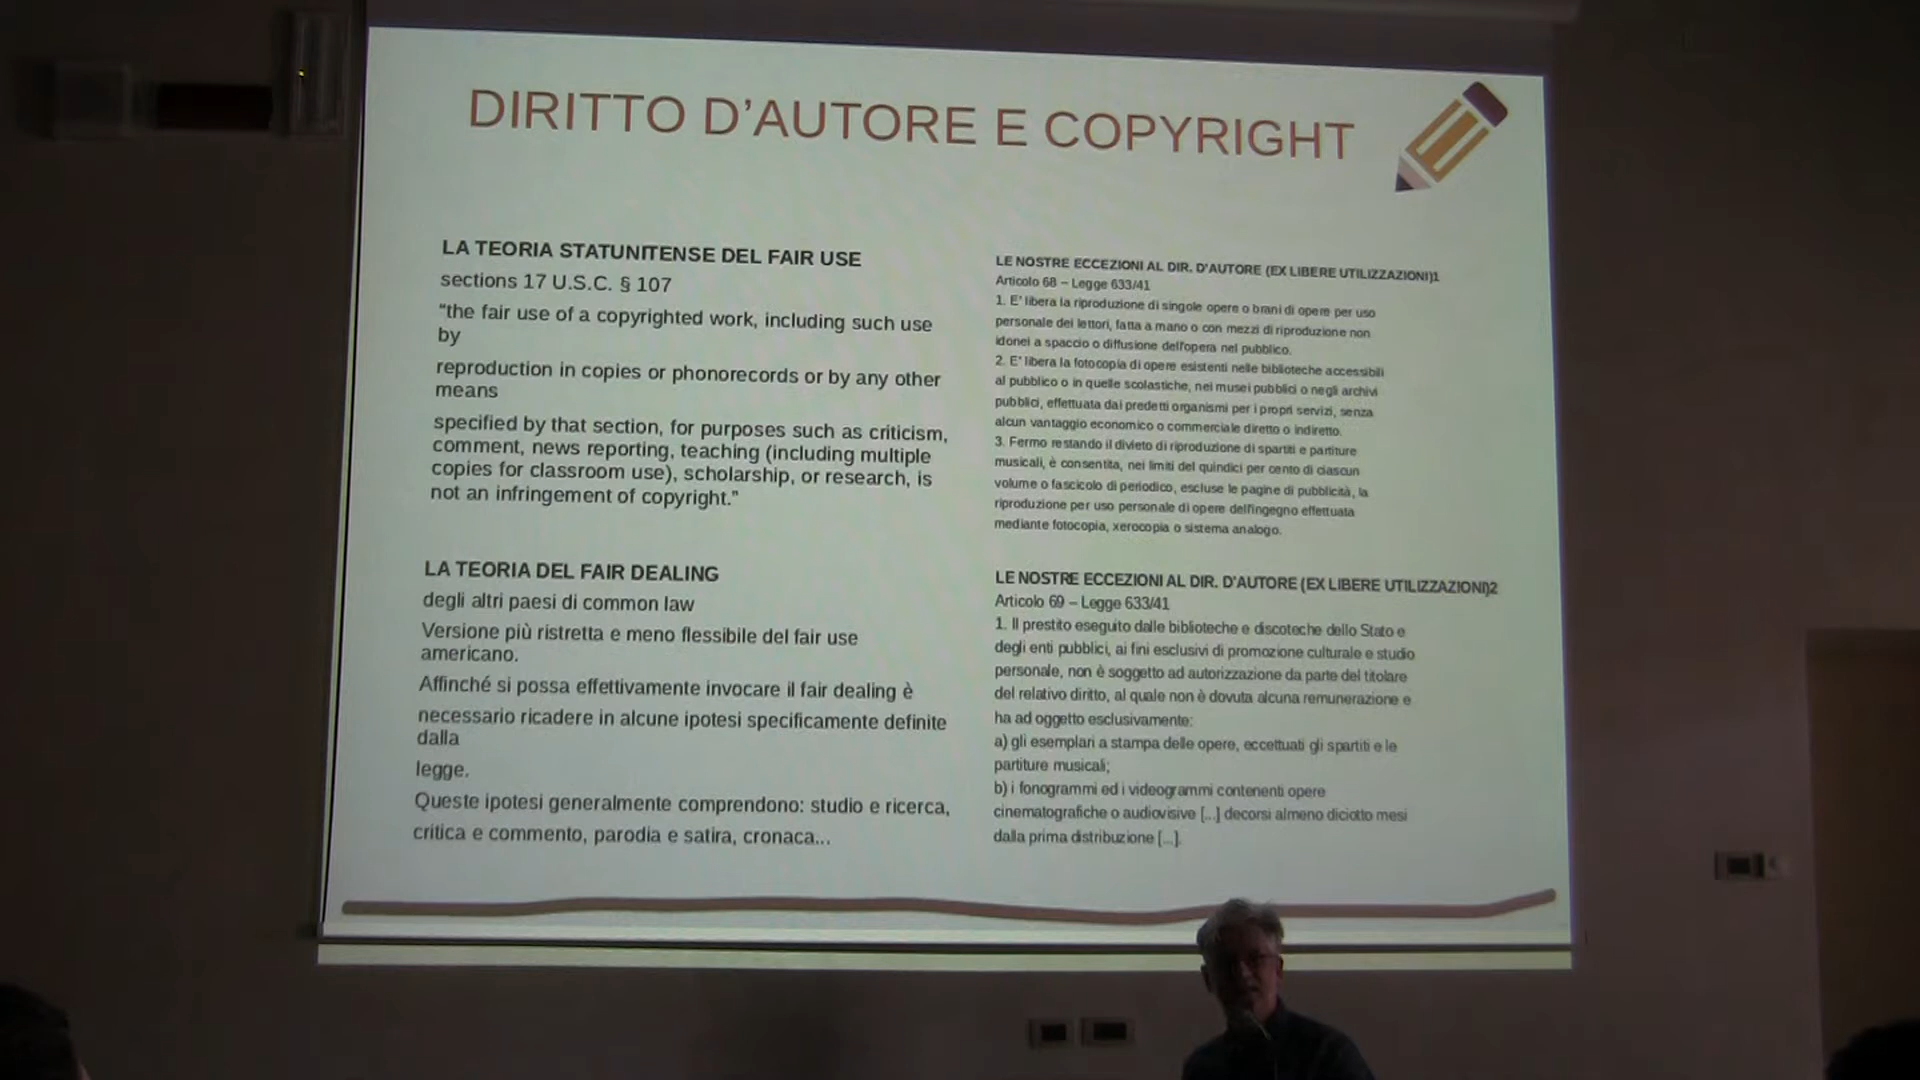 DIRITTO D'AUTORE E COPYRIGHT
LA TEORIA STATUNITENSE DEL FAIR USE
sections 17 U.S.C. § 107
"the fair use of a copyrighted work, including such use
by
reproduction in copies or phonorecords or by any other
means
specified by that section, for purposes such as criticism,
comment, news reporting, teaching (including multiple
copies for classroom use), scholarship, or research, is
not an infringement of copyright."
LA TEORIA DEL FAIR DEALING
degli altri paesi di common law
Versione più ristretta e meno flessibile del fair use
americano.
Affinché si possa effettivamente invocare il fair dealing è
necessario ricadere in alcune ipotesi specificamente definite
dalla
legge.
Queste ipotesi generalmente comprendono: studio e ricerca,
critica e commento, parodia e satira, cronaca...
LE NOSTRE ECCEZIONI AL DIR. D'AUTORE (EX LIBERE UTILIZZAZIONI)1
Articolo 68 – Legge 633/41
1. E' libera la riproduzione di singole opere o brani di opere per uso
personale dei lettori, fatta a mano o con mezzi di riproduzione non
idonei a spaccio o diffusione dell'opera nel pubblico.
2. E' libera la fotocopia di opere esistenti nelle biblioteche accessibili
al pubblico o in quelle scolastiche, nei musei pubblici o negli archivi
pubblici, effettuata dai predetti organismi per i propri servizi, senza
alcun vantaggio economico o commerciale diretto o indiretto.
3. Fermo restando il divieto di riproduzione di spartiti e partiture
musicali, è consentita, nei limiti del quindici per cento di ciascun
volume o fascicolo di periodico, escluse le pagine di pubblicità, la
riproduzione per uso personale di opere dell'ingegno effettuata
mediante fotocopia, xerocopia o sistema analogo.
LE NOSTRE ECCEZIONI AL DIR. D'AUTORE (EX LIBERE UTILIZZAZIONI)2
Articolo 69 – Legge 633/41
1. Il prestito eseguito dalle biblioteche e discoteche dello Stato e
degli enti pubblici, ai fini esclusivi di promozione culturale e studio
personale, non è soggetto ad autorizzazione da parte del titolare
del relativo diritto, al quale non è dovuta alcuna remunerazione e
ha ad oggetto esclusivamente:
a) gli esemplari a stampa delle opere, eccettuati gli spartiti e le
partiture musicali;
b) i fonogrammi ed i videogrammi contenenti opere
cinematografiche o audiovisive [...] decorsi almeno diciotto mesi
dalla prima distribuzione [...].